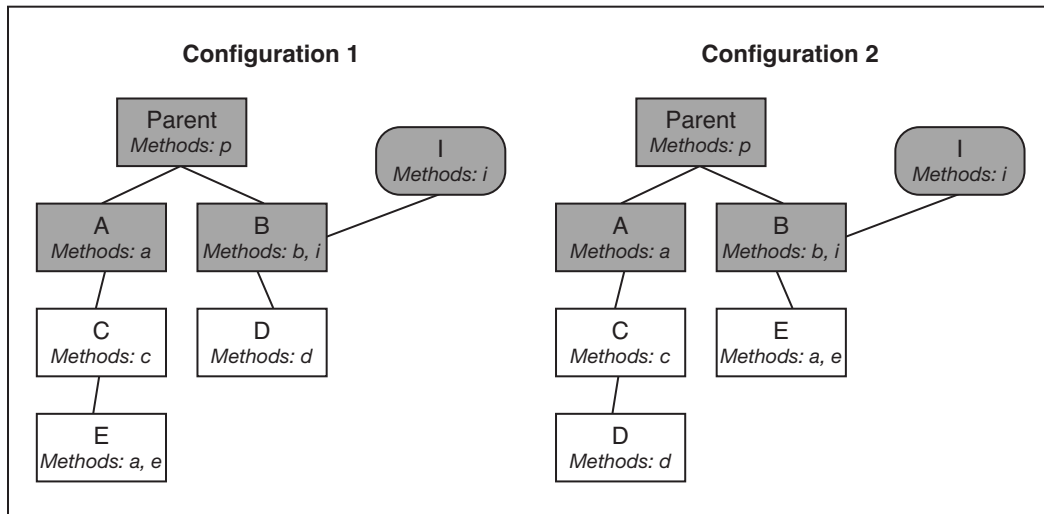 Configuration 1
Parent
Methods: p
I
Methods: i
A
Methods: a
B
Methods: b, i
C
Methods: c
D
Methods: d
E
Methods: a, e
Configuration 2
Parent
Methods: p
I
Methods: i
A
Methods: a
B
Methods: b, i
C
Methods: c
E
Methods: a, e
D
Methods: d